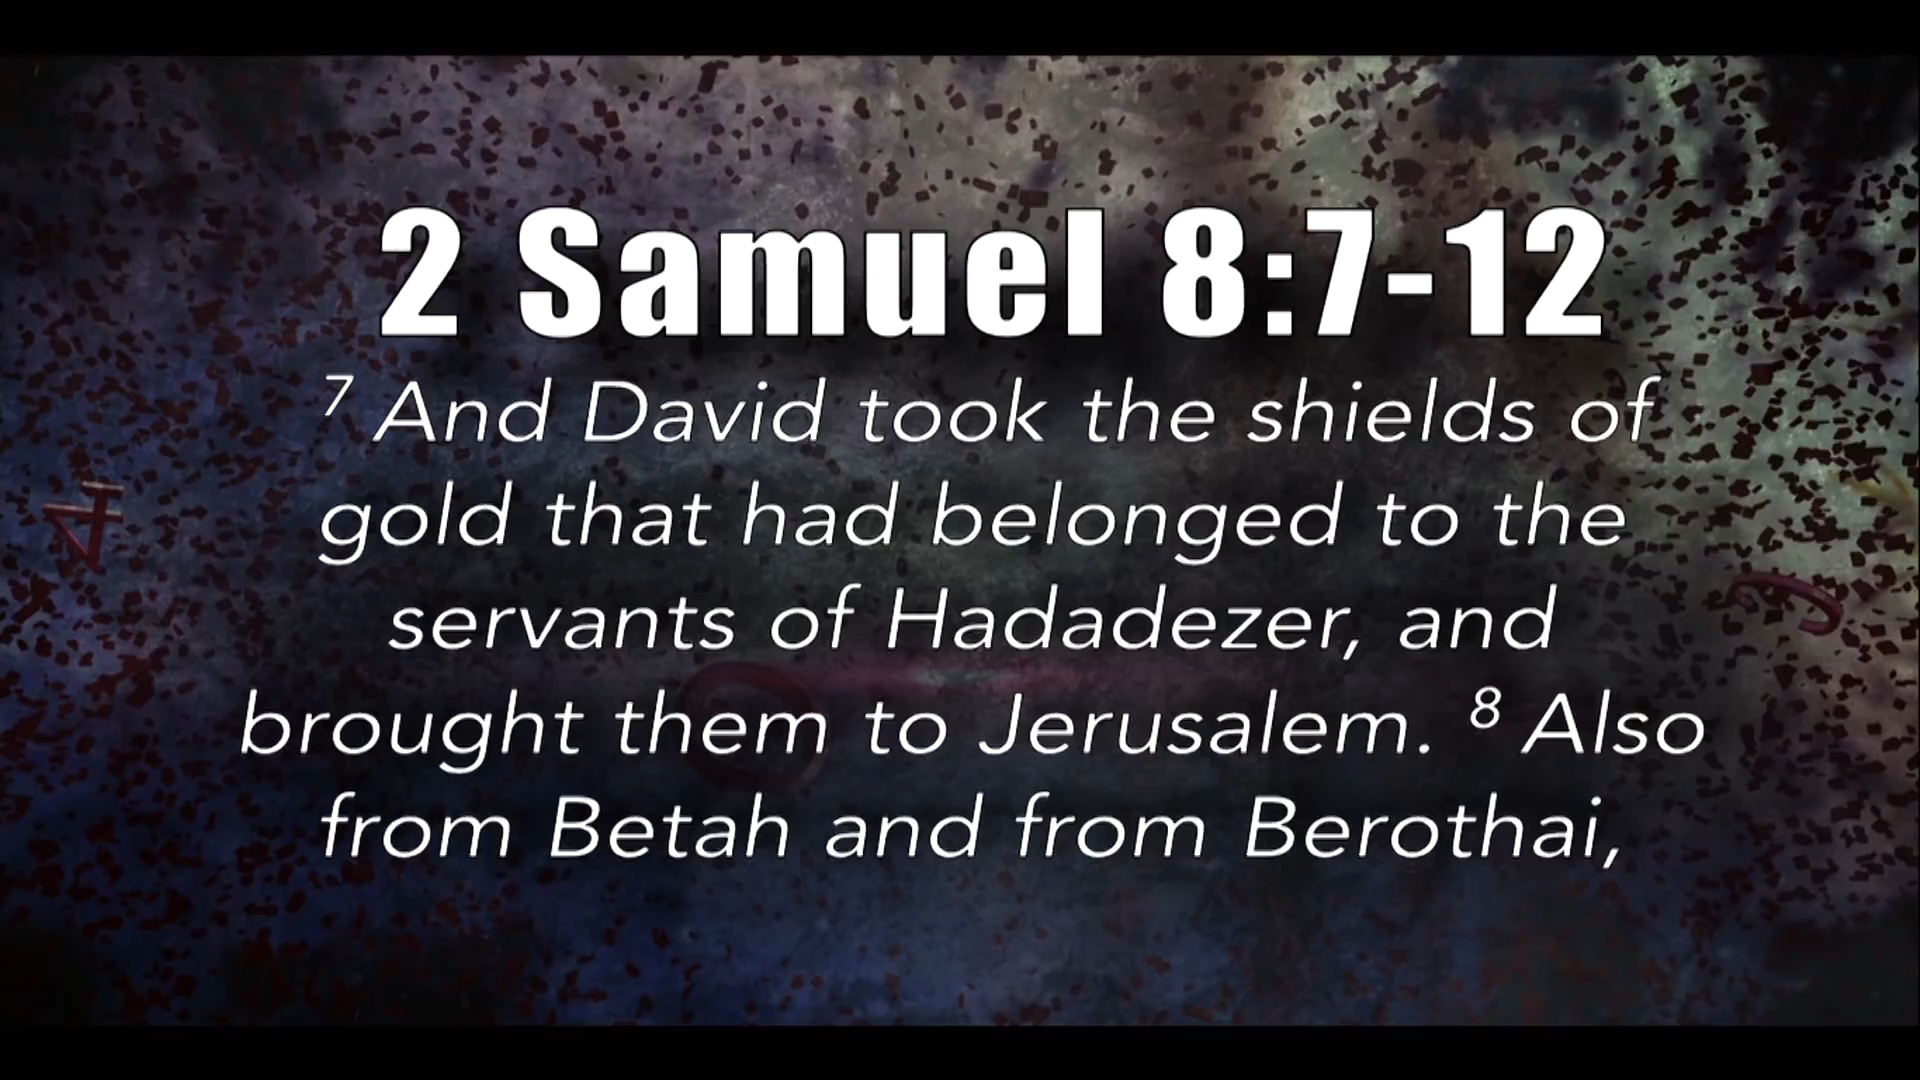 2 Samuel 8:7-12
7 And David took the shields of
gold that had belonged to the
servants of Hadadezer, and
brought them to Jerusalem. 8 Also
from Betah and from Berothai,